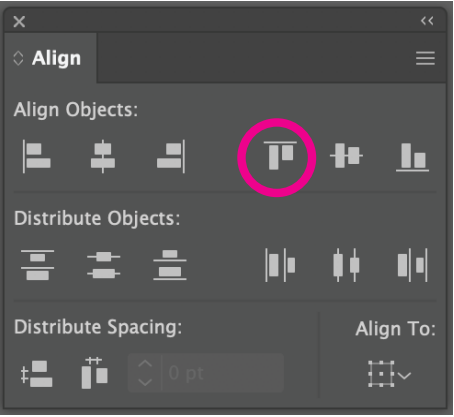 Align
Align Objects:
Distribute Objects:
Distribute Spacing:
Align To:
0 pt